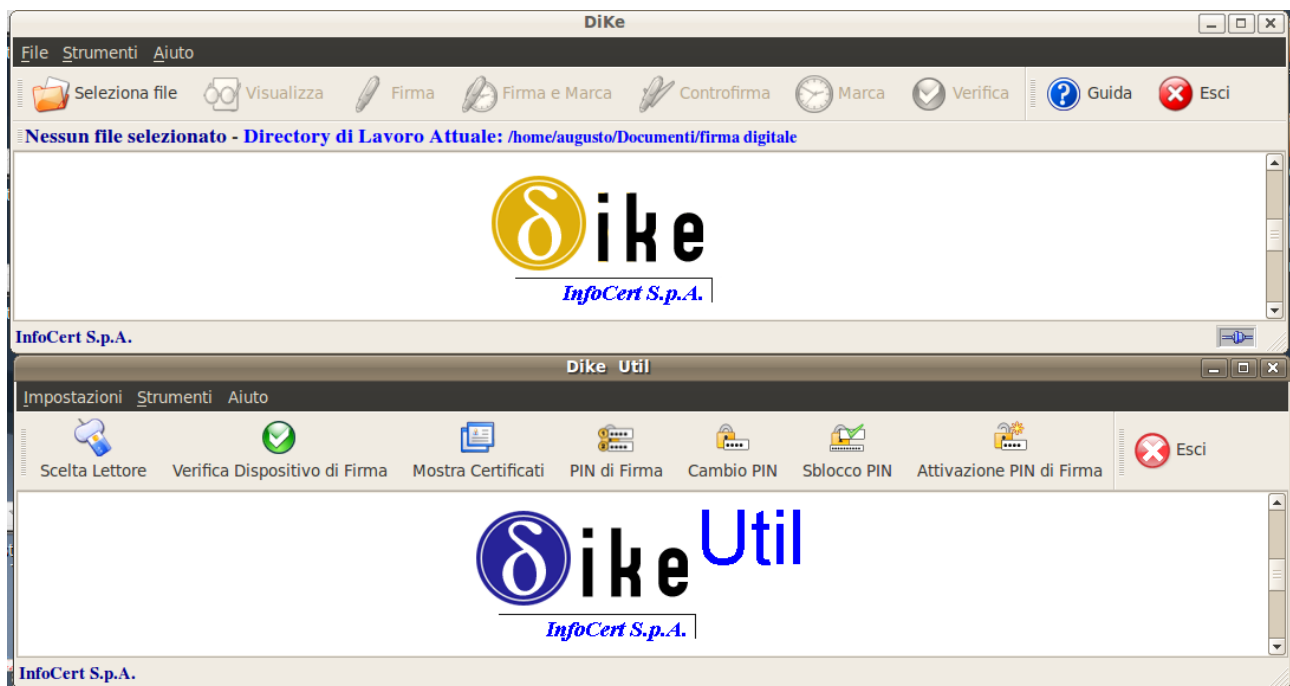 DiKe
File Strumenti Aiuto
Seleziona file Visualizza Firma Firma e Marca Controfirma Marca Verifica Guida Esci
Nessun file selezionato - Directory di Lavoro Attuale: /home/augusto/Documenti/firma digitale
δike
InfoCert S.p.A.
InfoCert S.p.A.
Dike Util
Impostazioni Strumenti Aiuto
Scelta Lettore Verifica Dispositivo di Firma Mostra Certificati PIN di Firma Cambio PIN Sblocco PIN Attivazione PIN di Firma Esci
δike Util
InfoCert S.p.A.
InfoCert S.p.A.